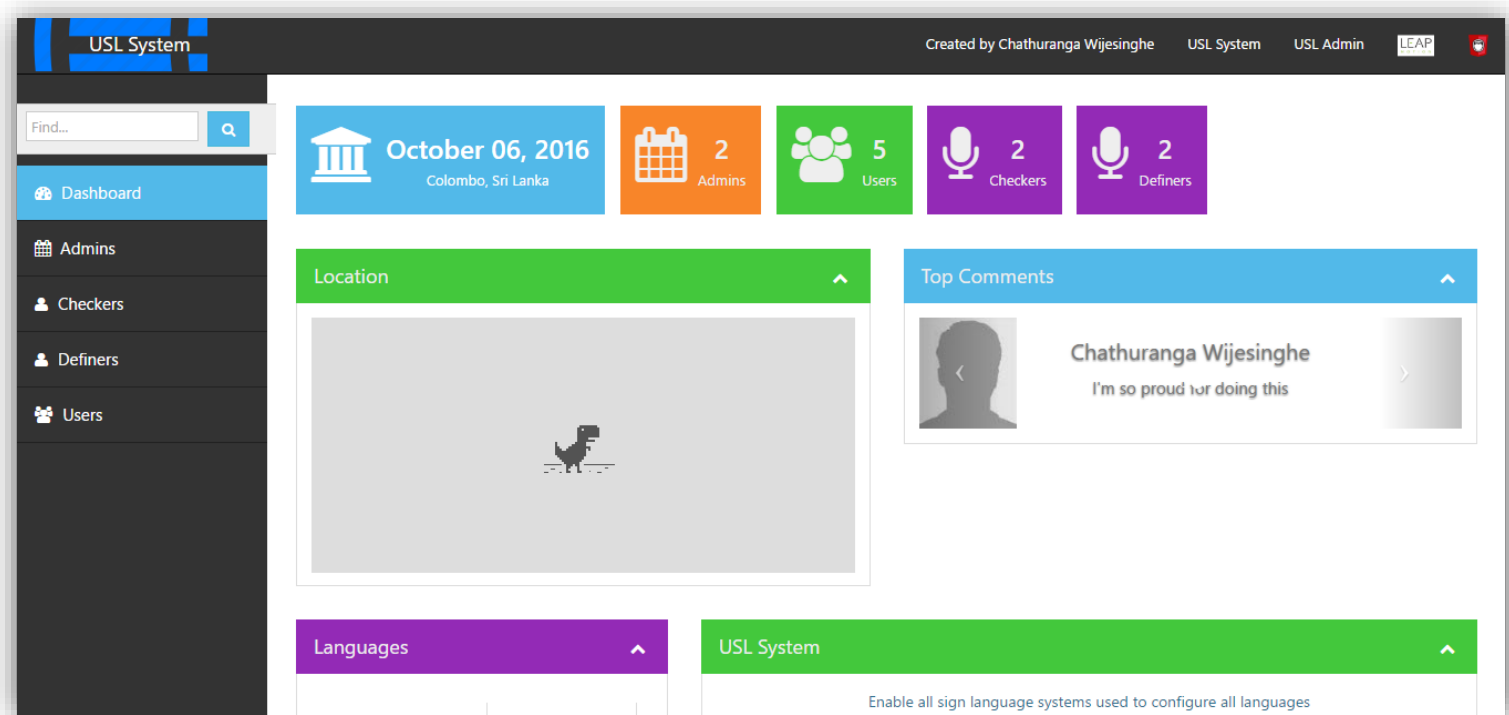 USL System
Created by Chathuranga Wijesinghe
USL System
USL Admin
LEAP
Find...
October 06, 2016
Colombo, Sri Lanka
2
Admins
5
Users
2
Checkers
2
Definers
Dashboard
Admins
Checkers
Definers
Users
Location
Top Comments
Chathuranga Wijesinghe
I'm so proud for doing this
Languages
USL System
Enable all sign language systems used to configure all languages